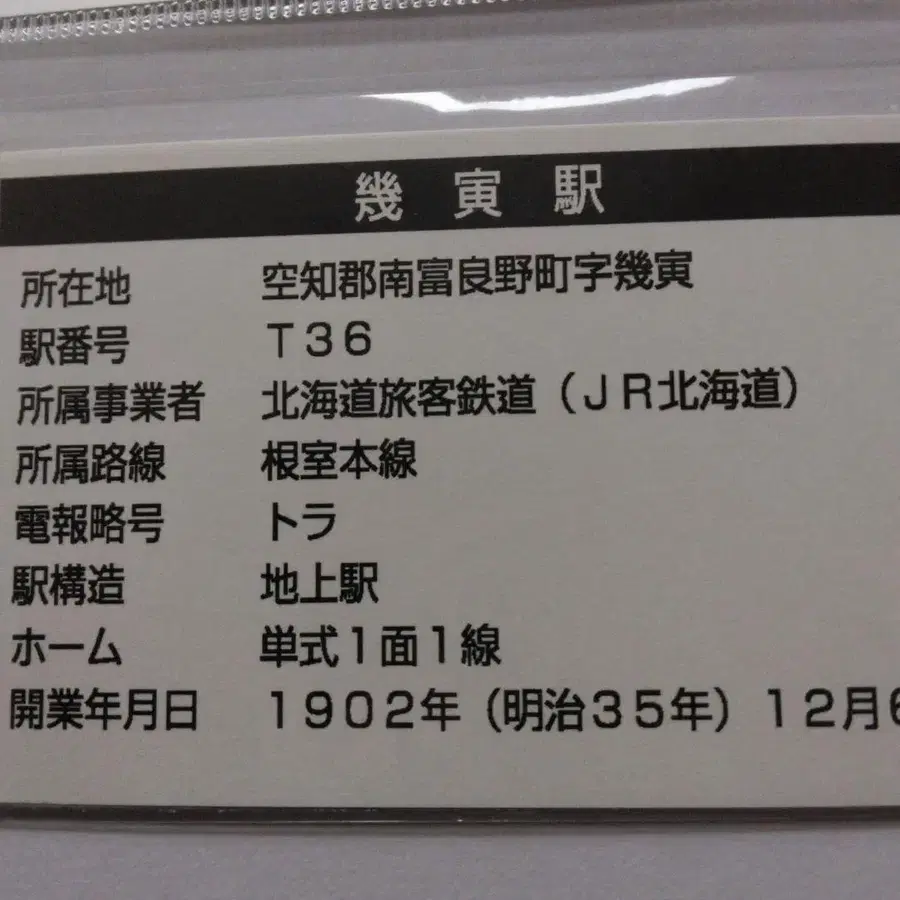 幾寅駅
所在地 空知郡南富良野町字幾寅
駅番号 T36
所属事業者 北海道旅客鉄道（JR北海道）
所属路線 根室本線
電報略号 トラ
駅構造 地上駅
ホーム 単式1面1線
開業年月日 1902年（明治35年）12月6